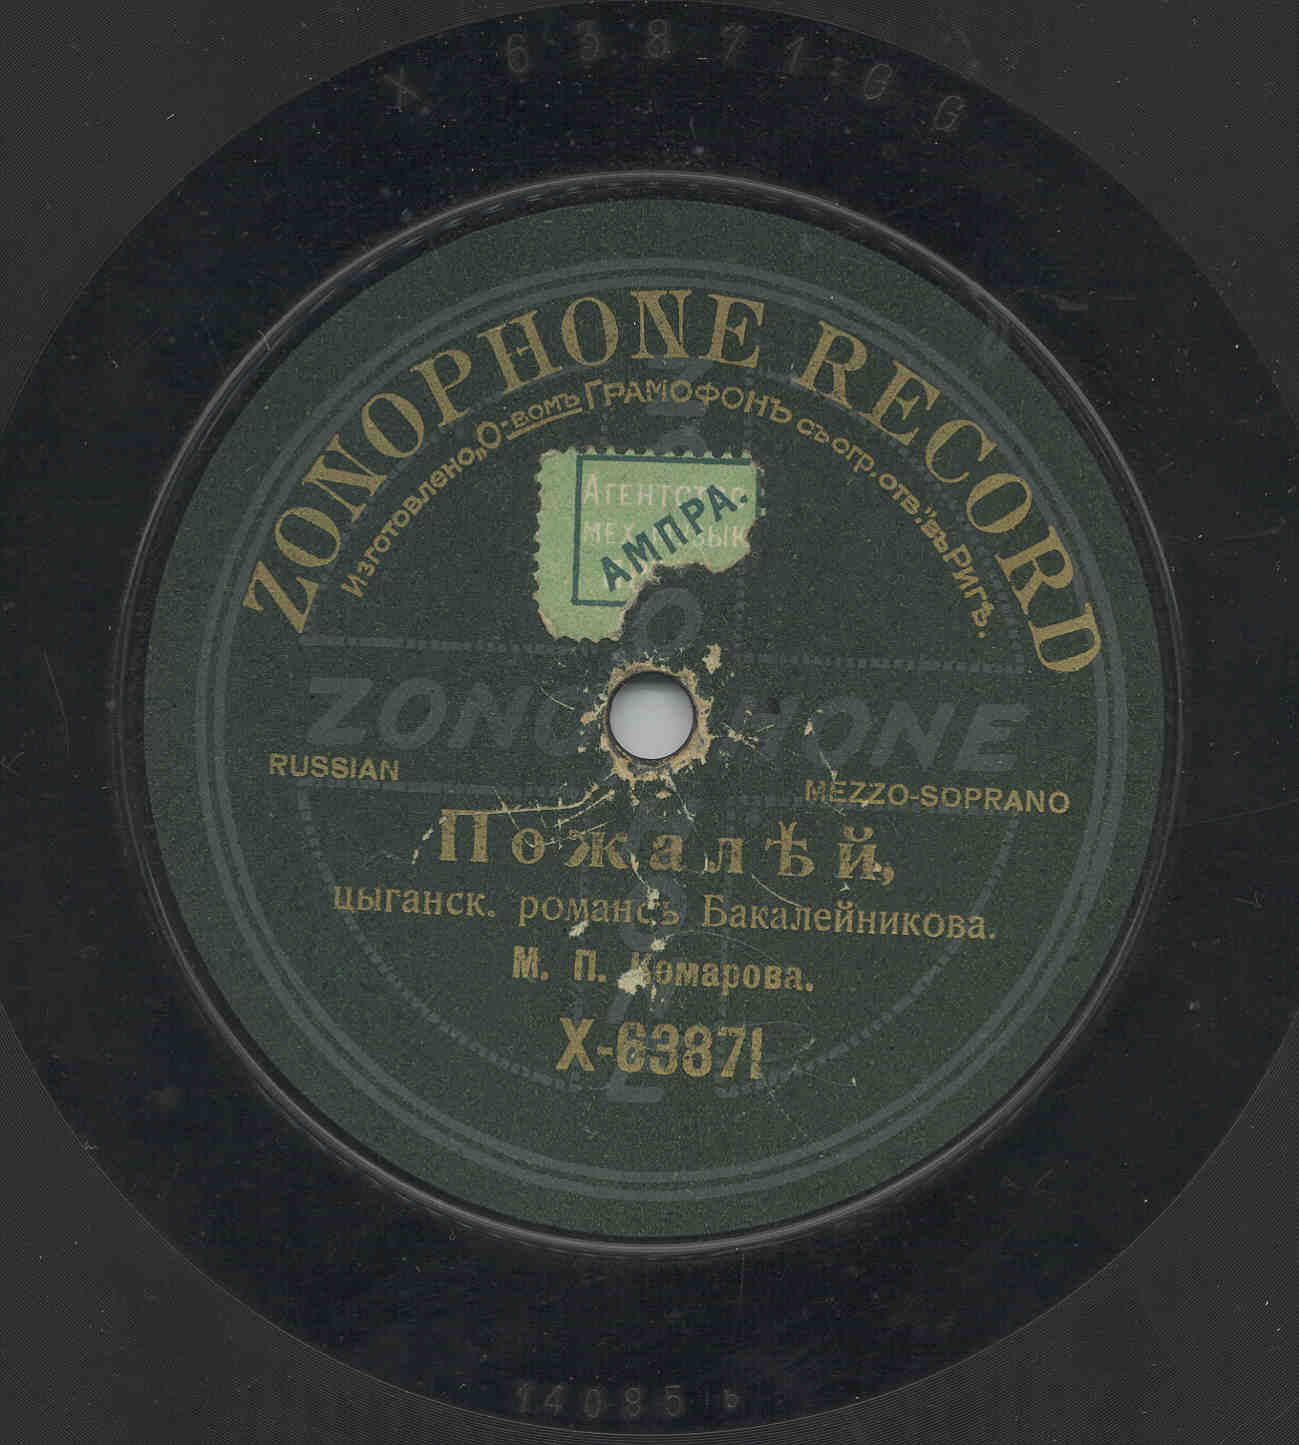 X 63871 G G
ZONOPHONE RECORD
Изготовлено „О-вомъ Грамофонъ съ огр. отв." въ Ригѣ.
АМПРА.
ZONOPHONE
RUSSIAN
MEZZO-SOPRANO
Пожалѣй,
цыганск. романсъ Бакалейникова.
М. П. Комарова.
X-63871
14085 b